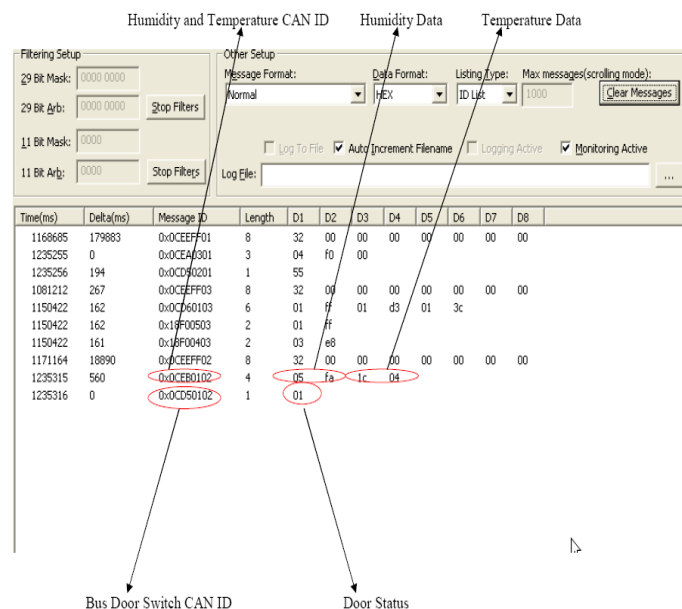 Humidity and Temperature CAN ID Humidity Data Temperature Data
Filtering Setup
29 Bit Mask: 0000 0000
29 Bit Arb: 0000 0000 Stop Filters
11 Bit Mask: 0000
11 Bit Arb: 0000 Stop Filters
Other Setup
Message Format: Data Format: Listing Type: Max messages(scrolling mode):
Normal HEX ID List 1000 Clear Messages
Log To File Auto Increment Filename Logging Active Monitoring Active
Log File: ...
Time(ms) Delta(ms) Message ID Length D1 D2 D3 D4 D5 D6 D7 D8
1168685 179883 0x0CEEFF01 8 32 00 00 00 00 00 00 00
1235255 0 0x0CEA0301 3 04 f0 00
1235256 194 0x0CD50201 1 55
1081212 267 0x0CEEFF03 8 32 00 00 00 00 00 00 00
1150422 162 0x0CD60103 6 01 ff 01 d3 01 3c
1150422 162 0x18F00503 2 01 ff
1150422 161 0x18F00403 2 03 e8
1171164 18890 0x0CEEFF02 8 32 00 00 00 00 00 00 00
1235315 560 0x0CEB0102 4 05 fa 1c 04
1235316 0 0x0CD50102 1 01
Bus Door Switch CAN ID Door Status